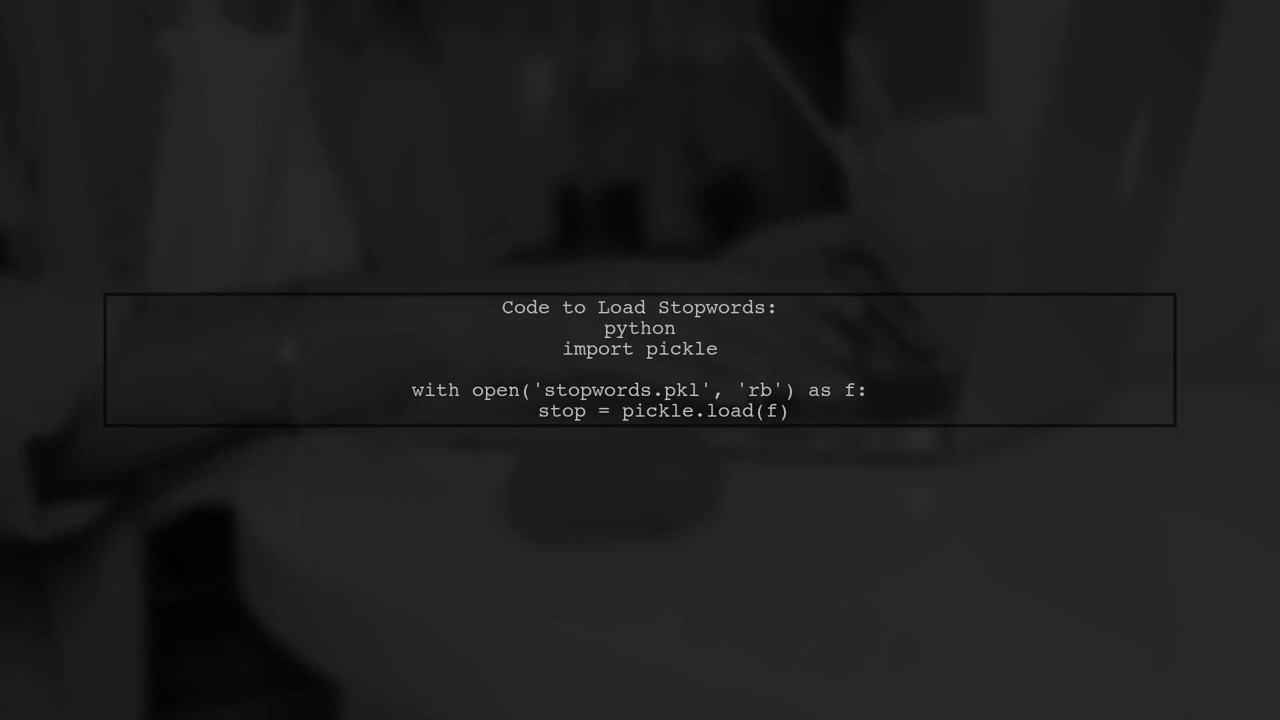 Code to Load Stopwords:
python
import pickle

with open('stopwords.pkl', 'rb') as f:
    stop = pickle.load(f)